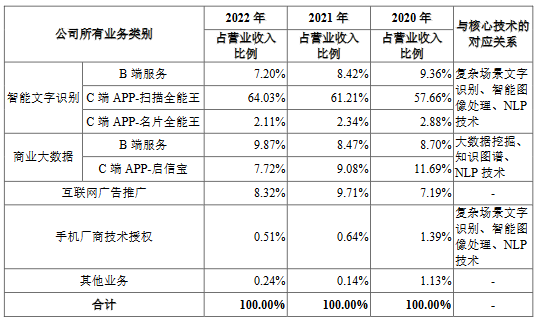 公司所有业务类别 2022 年 2021 年 2020 年 与核心技术的
占营业收入 占营业收入 占营业收入 对应关系
比例 比例 比例
智能文字识别 B 端服务 7.20% 8.42% 9.36% 复杂场景文字
C 端 APP-扫描全能王 64.03% 61.21% 57.66% 识别、智能图
像处理、NLP
C 端 APP-名片全能王 2.11% 2.34% 2.88% 技术
商业大数据 B 端服务 9.87% 8.47% 8.70% 大数据挖掘、
知识图谱、
C 端 APP-启信宝 7.72% 9.08% 11.69% NLP 技术
互联网广告推广 8.32% 9.71% 7.19% -
手机厂商技术授权 0.51% 0.64% 1.39% 复杂场景文字
识别、智能图
像处理、NLP
技术
其他业务 0.24% 0.14% 1.13% -
合计 100.00% 100.00% 100.00% -